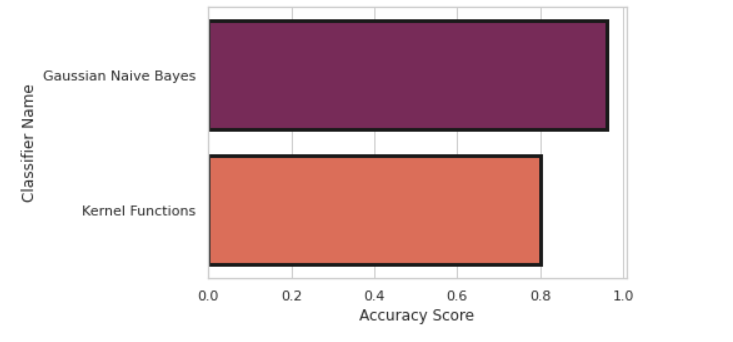 Classifier Name
Gaussian Naive Bayes
Kernel Functions
0.0 0.2 0.4 0.6 0.8 1.0
Accuracy Score